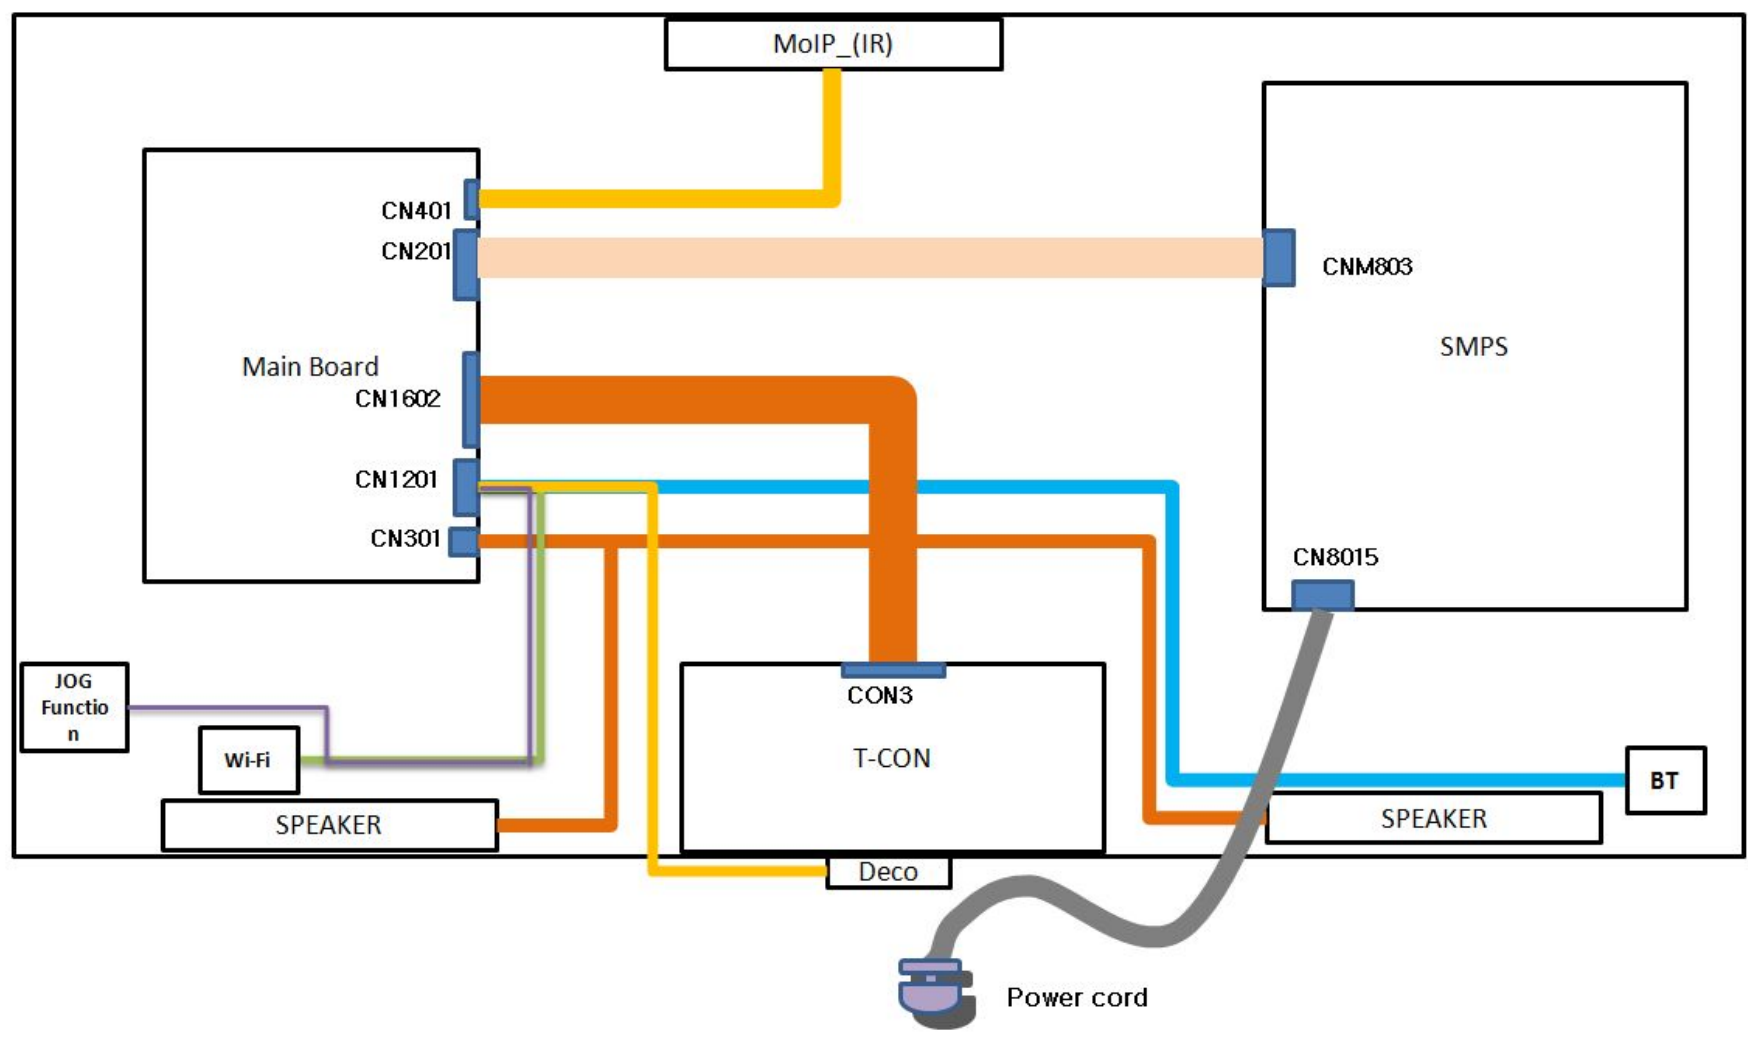 MoIP_(IR)
CN401
CN201
CNM803
SMPS
Main Board
CN1602
CN1201
CN301
CN8015
JOG
Functio
n
CON3
Wi-Fi
T-CON
BT
SPEAKER
SPEAKER
Deco
Power cord